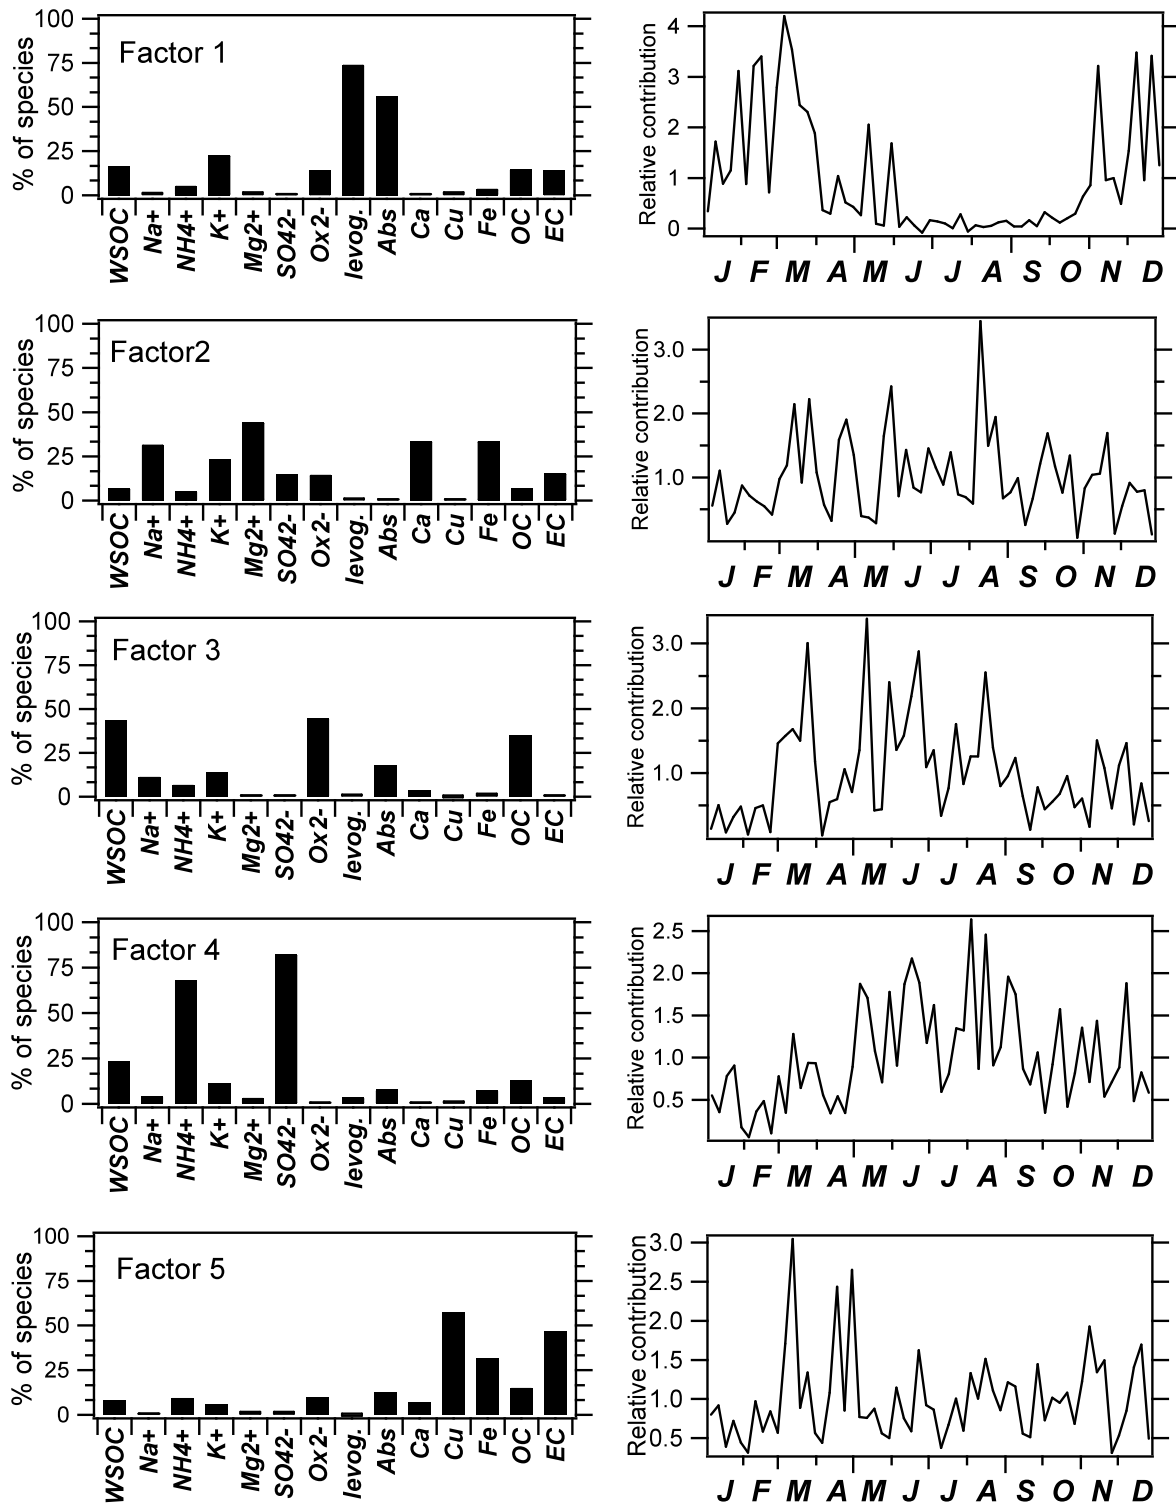 Factor 1
% of species
100
75
50
25
0
WSOC Na+ NH4+ K+ Mg2+ SO42- Ox2- levog. Abs Ca Cu Fe OC EC
Relative contribution
4
3
2
1
0
J F M A M J J A S O N D
Factor2
% of species
100
75
50
25
0
WSOC Na+ NH4+ K+ Mg2+ SO42- Ox2- levog. Abs Ca Cu Fe OC EC
Relative contribution
3.0
2.0
1.0
J F M A M J J A S O N D
Factor 3
% of species
100
75
50
25
0
WSOC Na+ NH4+ K+ Mg2+ SO42- Ox2- levog. Abs Ca Cu Fe OC EC
Relative contribution
3.0
2.0
1.0
J F M A M J J A S O N D
Factor 4
% of species
100
75
50
25
0
WSOC Na+ NH4+ K+ Mg2+ SO42- Ox2- levog. Abs Ca Cu Fe OC EC
Relative contribution
2.5
2.0
1.5
1.0
0.5
J F M A M J J A S O N D
Factor 5
% of species
100
75
50
25
0
WSOC Na+ NH4+ K+ Mg2+ SO42- Ox2- levog. Abs Ca Cu Fe OC EC
Relative contribution
3.0
2.5
2.0
1.5
1.0
0.5
J F M A M J J A S O N D